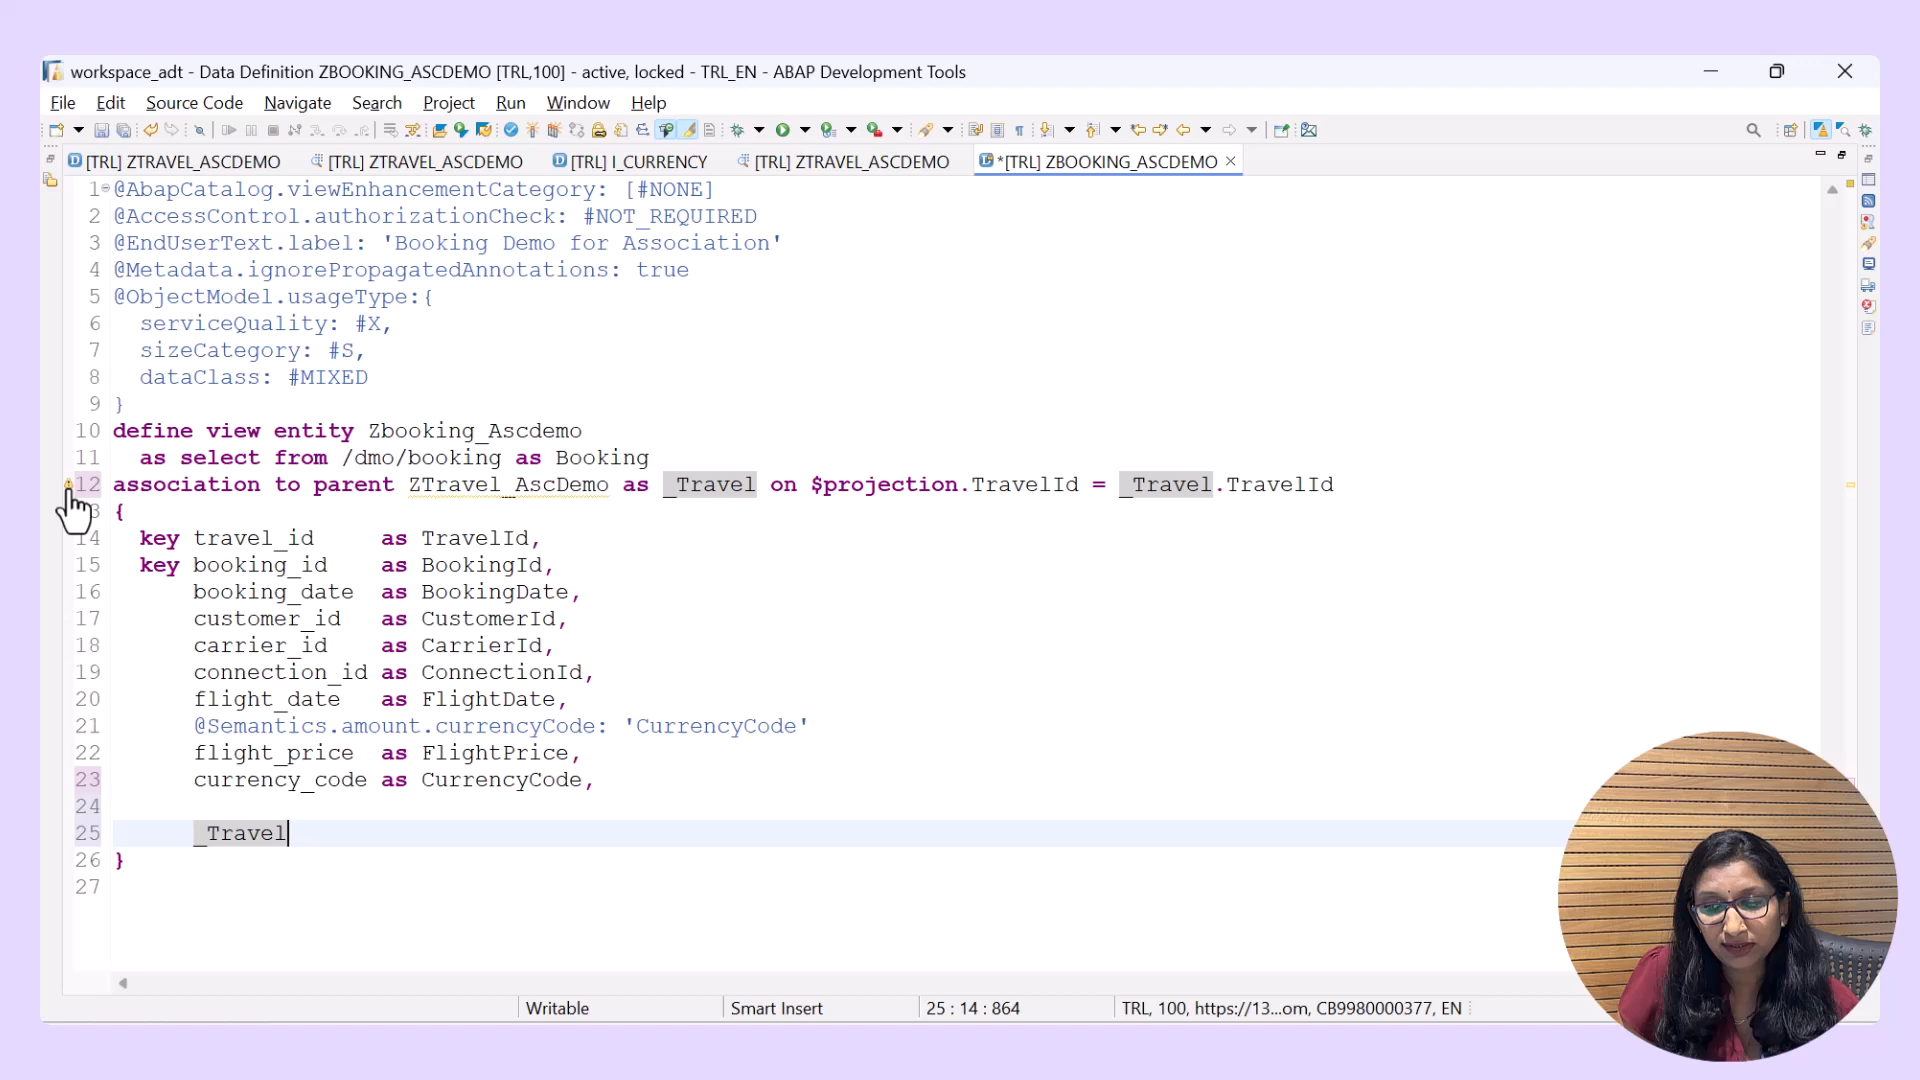 workspace_adt - Data Definition ZBOOKING_ASCDEMO [TRL,100] - active, locked - TRL_EN - ABAP Development Tools
File Edit Source Code Navigate Search Project Run Window Help
[TRL] ZTRAVEL_ASCDEMO [TRL] ZTRAVEL_ASCDEMO [TRL] I_CURRENCY [TRL] ZTRAVEL_ASCDEMO *[TRL] ZBOOKING_ASCDEMO
1 @AbapCatalog.viewEnhancementCategory: [#NONE]
2 @AccessControl.authorizationCheck: #NOT_REQUIRED
3 @EndUserText.label: 'Booking Demo for Association'
4 @Metadata.ignorePropagatedAnnotations: true
5 @ObjectModel.usageType:{
6 serviceQuality: #X,
7 sizeCategory: #S,
8 dataClass: #MIXED
9 }
10 define view entity Zbooking_Ascdemo
11 as select from /dmo/booking as Booking
12 association to parent ZTravel_AscDemo as _Travel on $projection.TravelId = _Travel.TravelId
3 {
14 key travel_id as TravelId,
15 key booking_id as BookingId,
16 booking_date as BookingDate,
17 customer_id as CustomerId,
18 carrier_id as CarrierId,
19 connection_id as ConnectionId,
20 flight_date as FlightDate,
21 @Semantics.amount.currencyCode: 'CurrencyCode'
22 flight_price as FlightPrice,
23 currency_code as CurrencyCode,
24
25 _Travel
26 }
27
Writable Smart Insert 25 : 14 : 864 TRL, 100, https://13...om, CB9980000377, EN